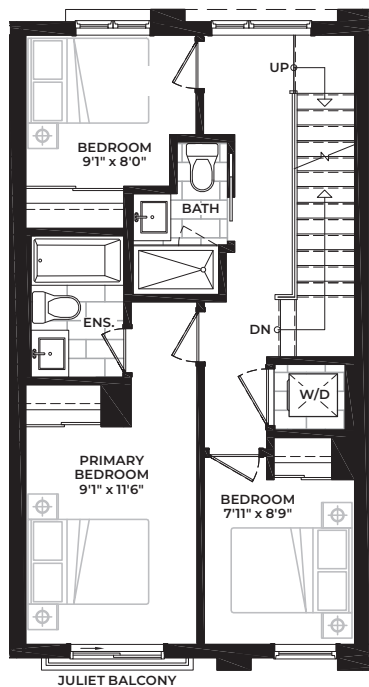 UP
BEDROOM
9'1" x 8'0"
BATH
ENS.
DN
W/D
PRIMARY
BEDROOM
9'1" x 11'6"
BEDROOM
7'11" x 8'9"
JULIET BALCONY